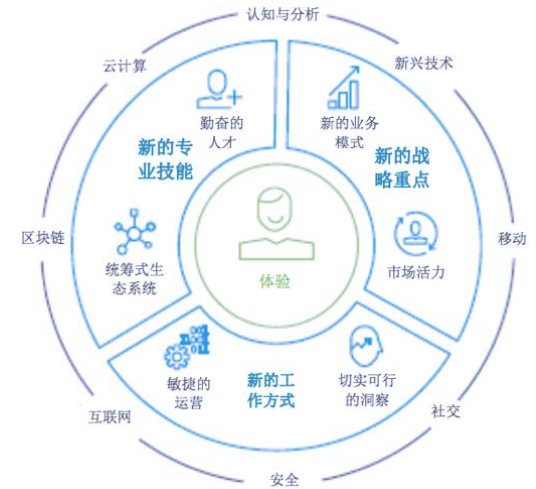 认知与分析
云计算
新兴技术
勤奋的
人才
新的业务
模式
新的专
业技能
新的战
略重点
区块链
移动
统筹式生
态系统
市场活力
体验
敏捷的
运营
新的工
作方式
切实可行
的洞察
互联网
社交
安全